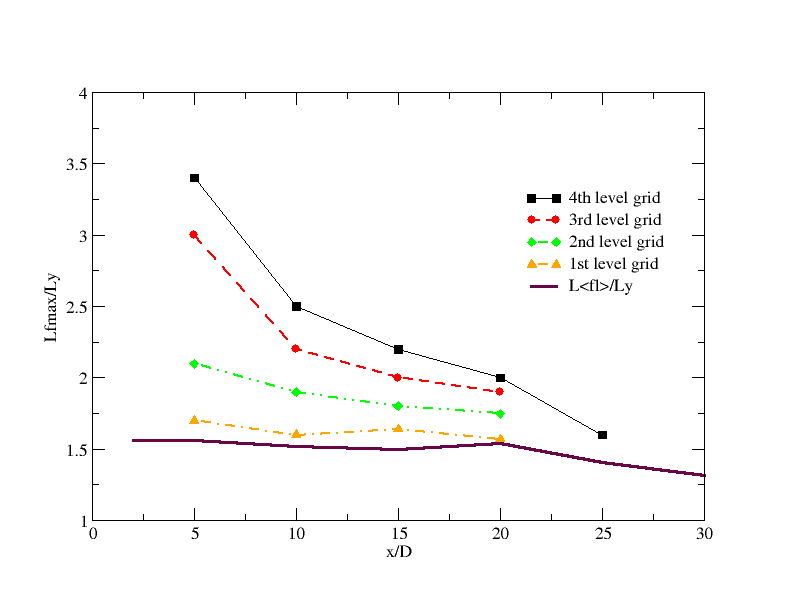 4
3.5
3
2.5
2
1.5
1
Lfmax/Ly
4th level grid
3rd level grid
2nd level grid
1st level grid
L<fl>/Ly
0 5 10 15 20 25 30
x/D